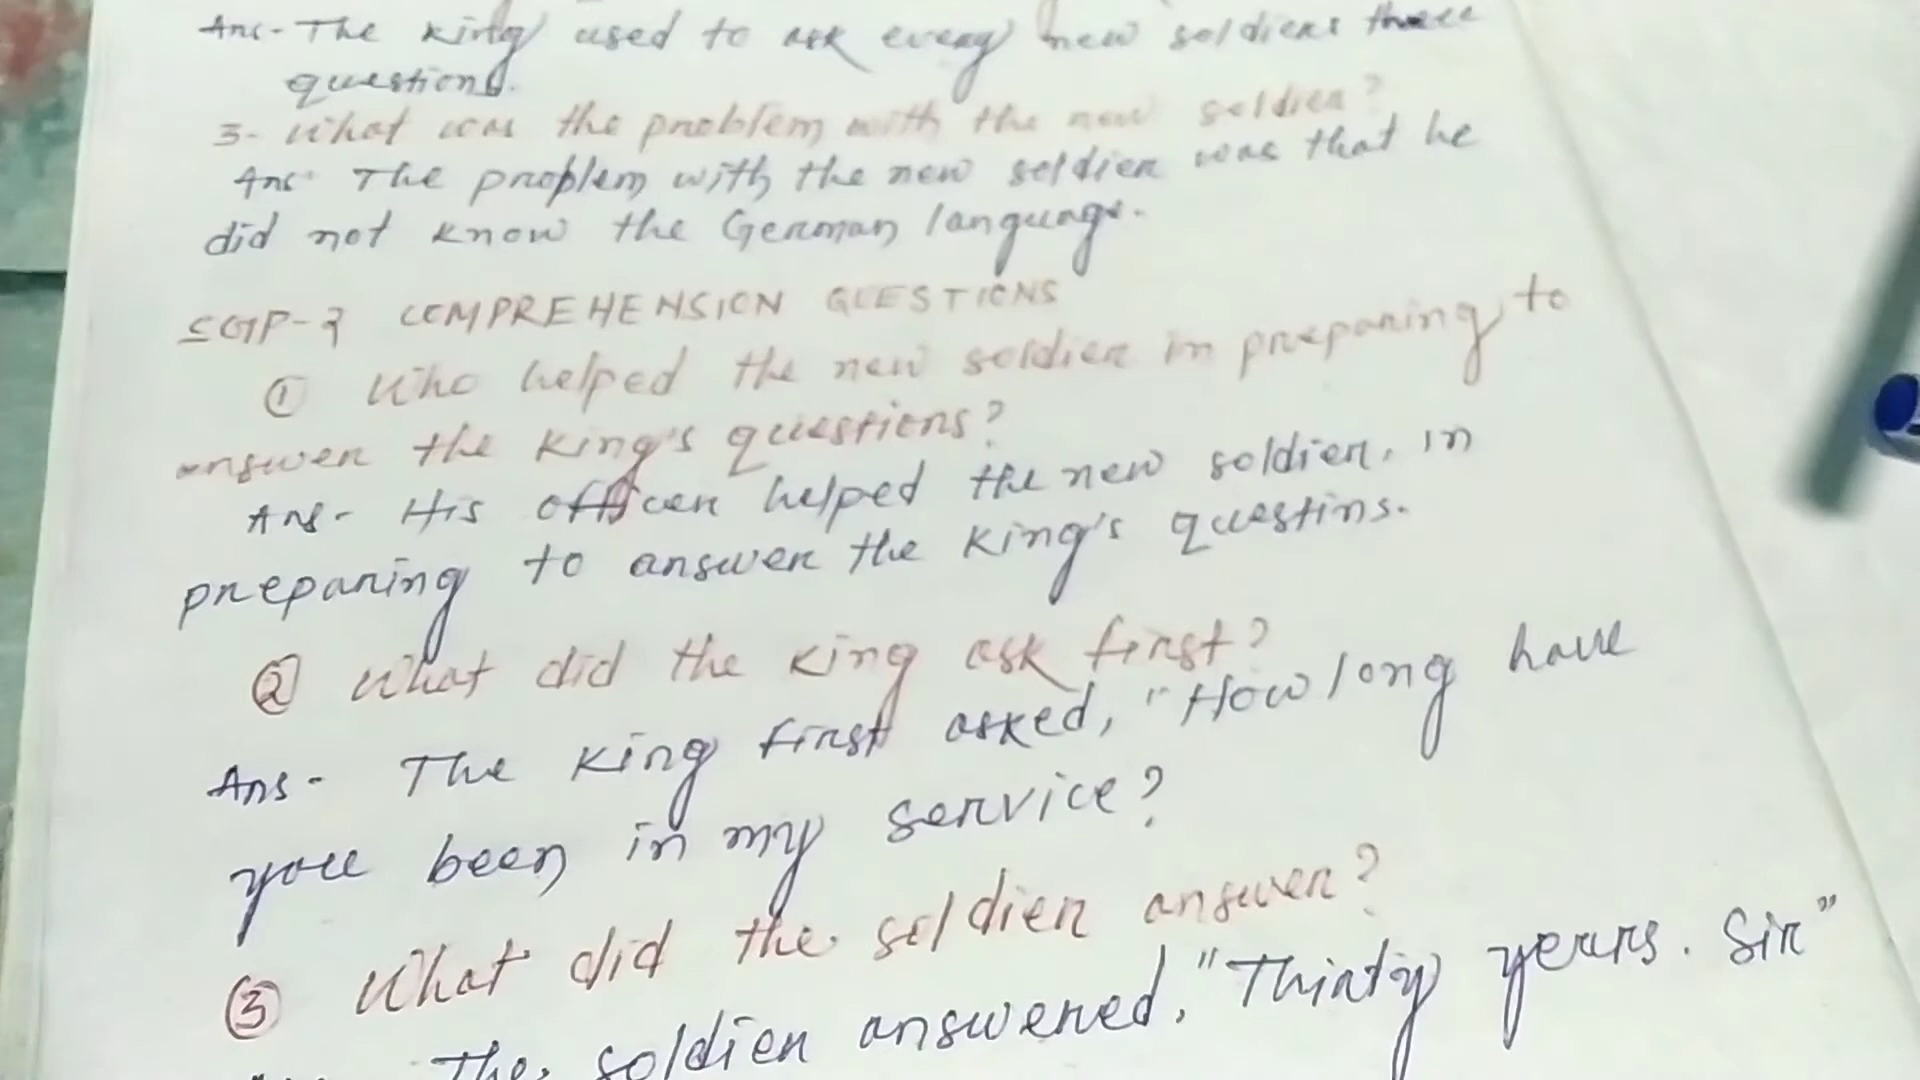 Ans- The king used to ask every new soldiers three
question.
3- What was the problem with the new soldier?
Ans- The problem with the new soldier was that he
did not know the German language.
SGP-2 COMPREHENSION QUESTIONS
① Who helped the new soldier in preparing to
answer the king's questions?
Ans- His officer helped the new soldier, in
preparing to answer the king's questins.
② What did the king ask first?
Ans- The king first asked, "How long have
you been in my service?
③ What did the soldier answer?
The soldier answered, "Thirty years. Sir"